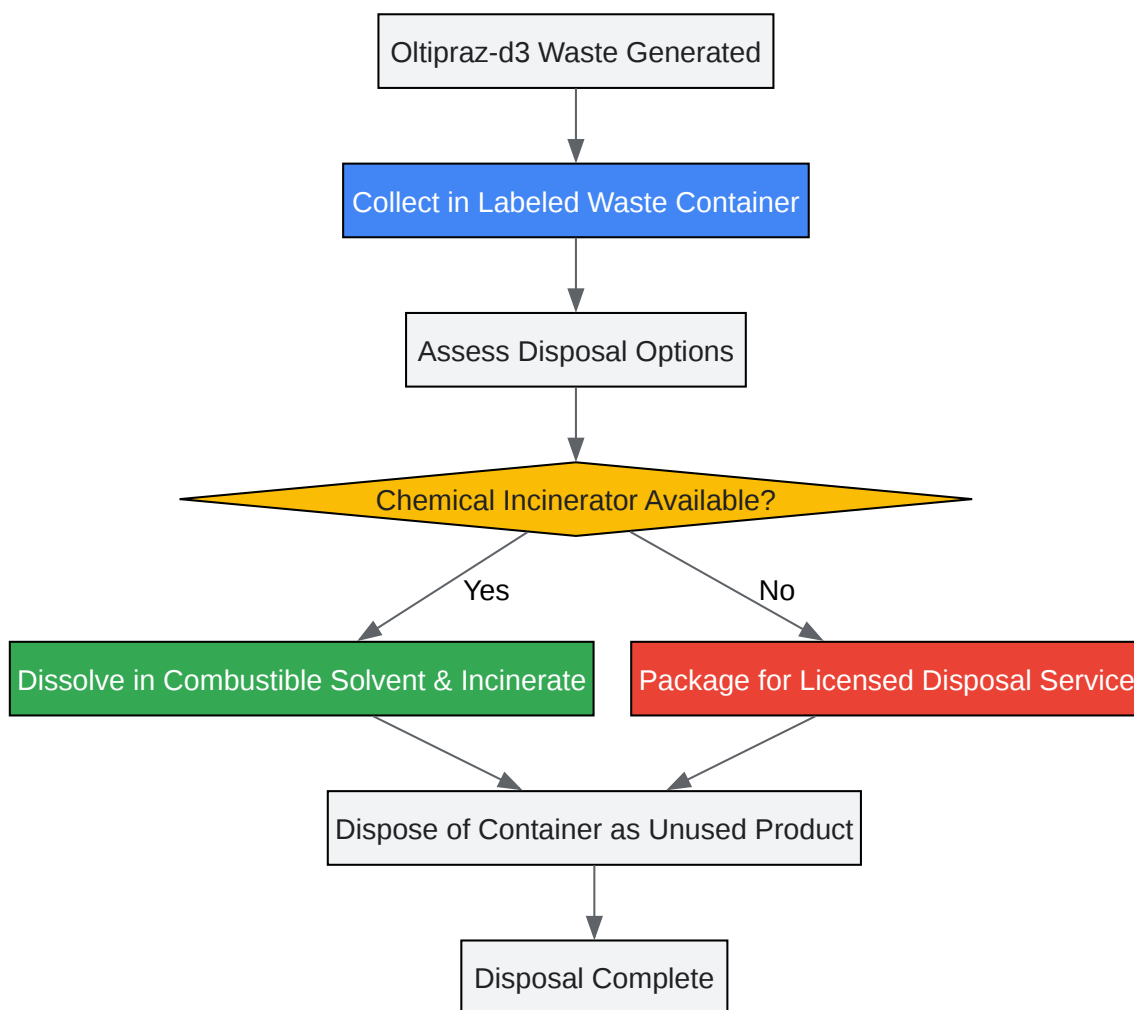 Oltipraz-d3 Waste Generated
Collect in Labeled Waste Container
Assess Disposal Options
Chemical Incinerator Available?
Yes
No
Dissolve in Combustible Solvent & Incinerate
Package for Licensed Disposal Service
Dispose of Container as Unused Product
Disposal Complete